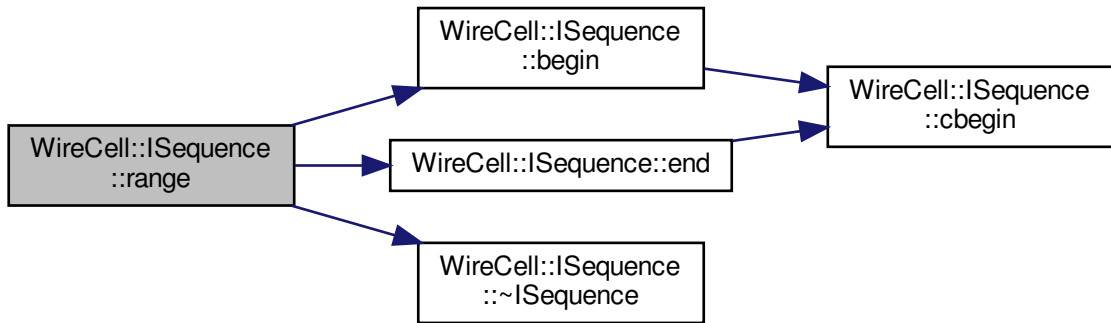 WireCell::ISequence
::range
WireCell::ISequence
::begin
WireCell::ISequence::end
WireCell::ISequence
::~ISequence
WireCell::ISequence
::cbegin